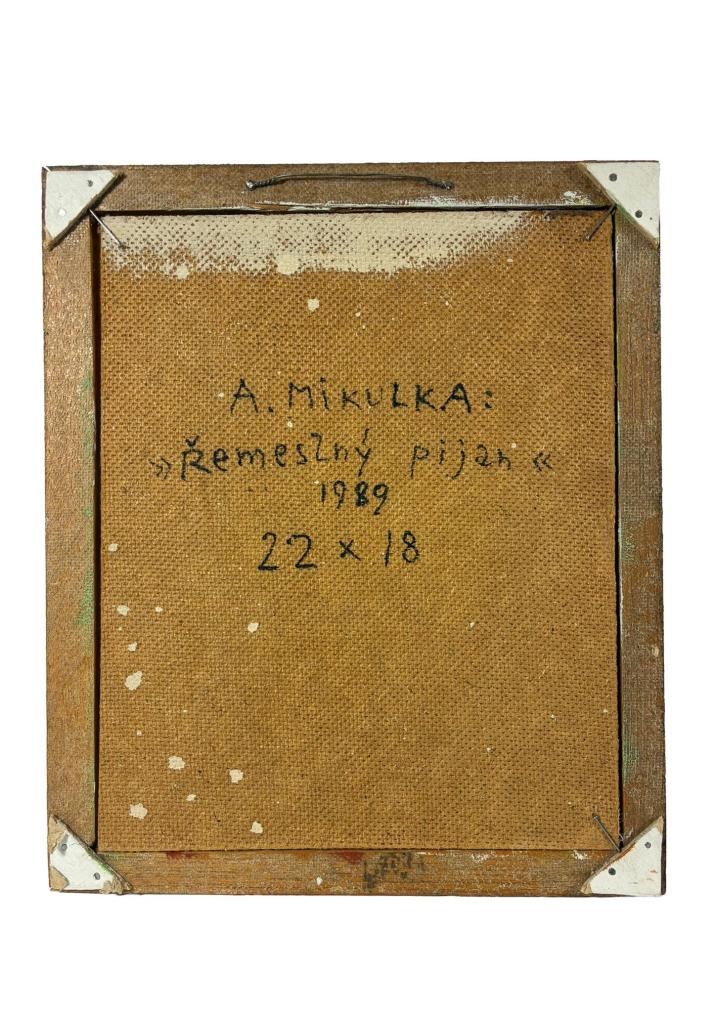 A. MIKULKA:
»Řemeslný pijan«
1989
22 x 18